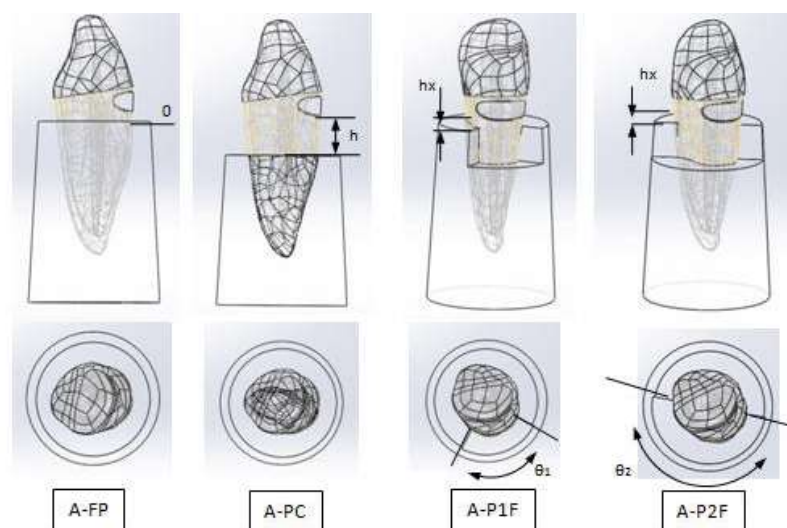 0
h
hx
hx
θ1
θ2
A-FP
A-PC
A-P1F
A-P2F